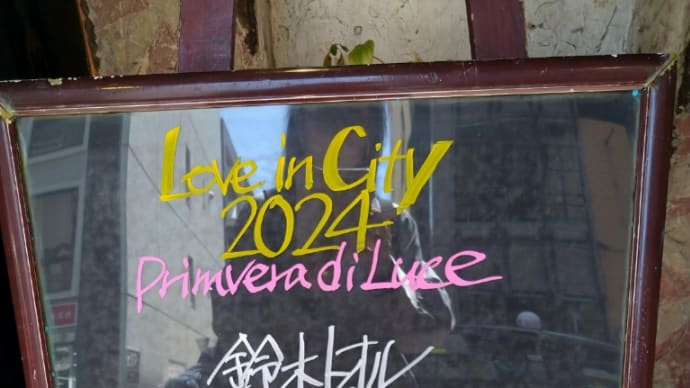 Love in City
2024
Primvera di Luce
鈴木トオル